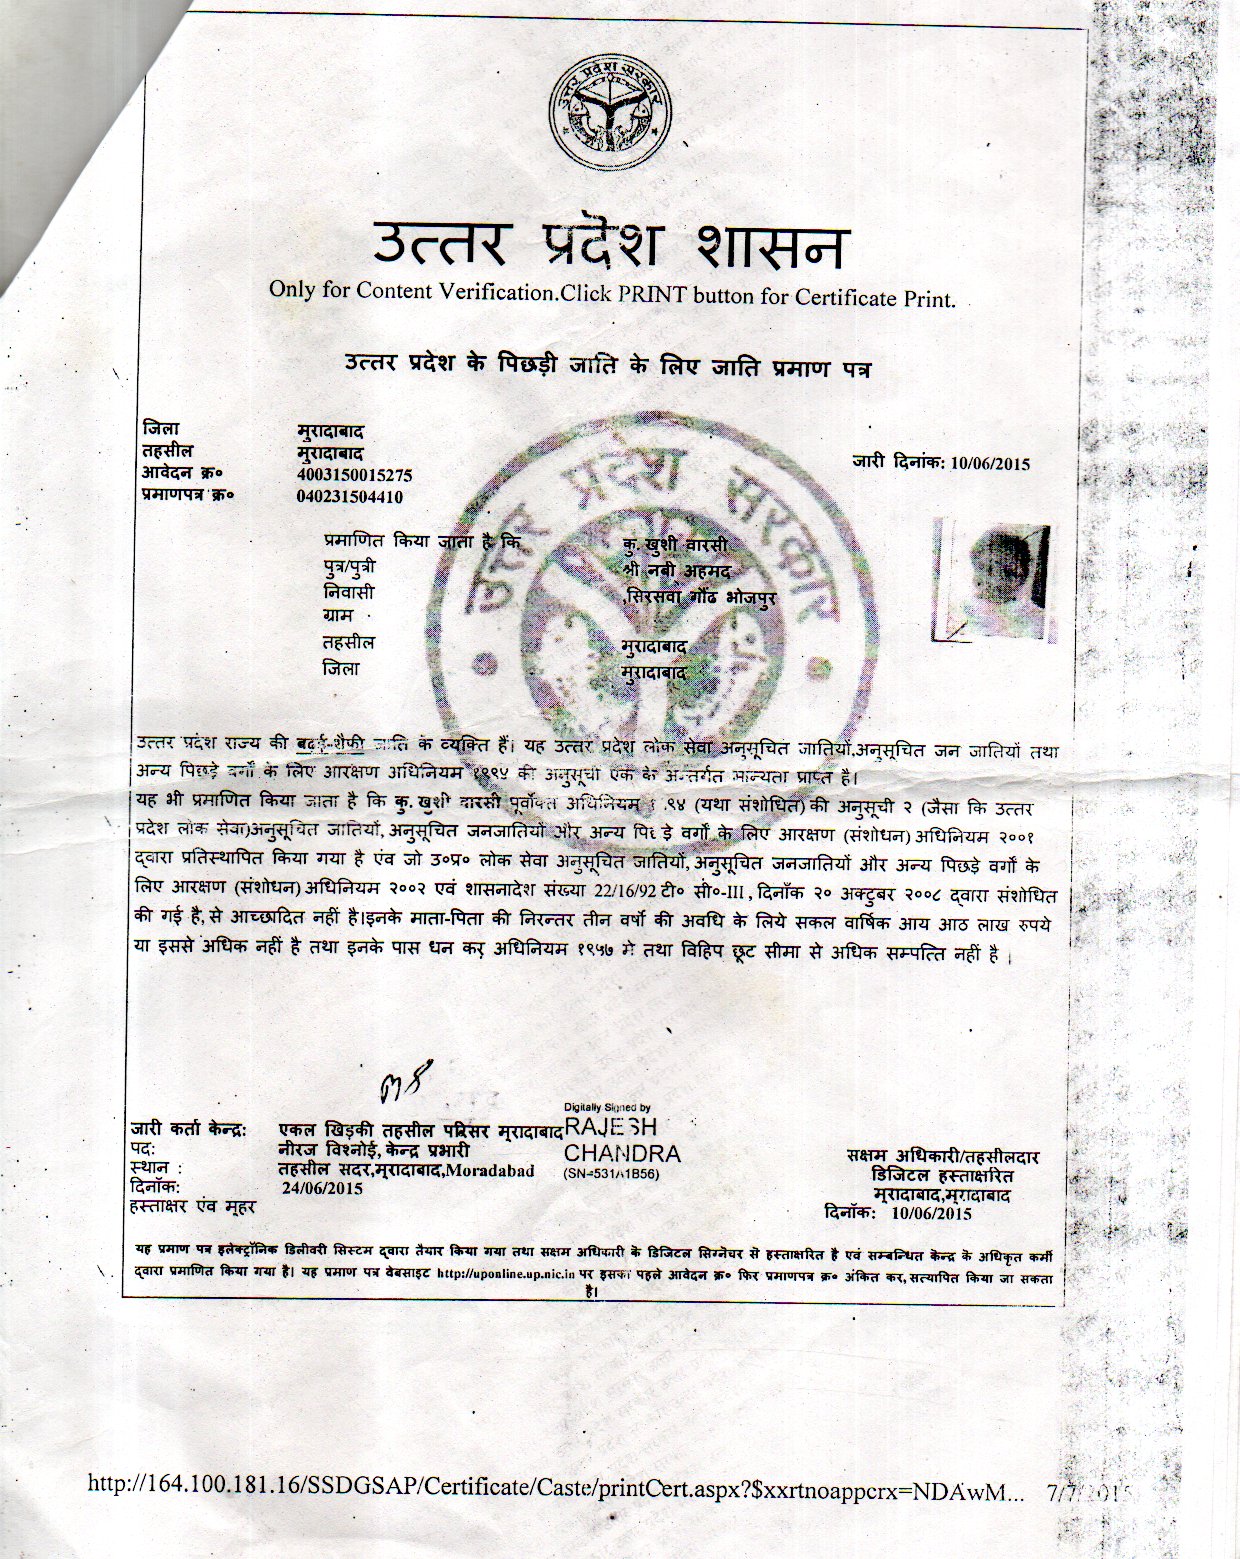 उत्तर प्रदेश सरकार
उत्तर प्रदेश शासन
Only for Content Verification.Click PRINT button for Certificate Print.
उत्तर प्रदेश के पिछड़ी जाति के लिए जाति प्रमाण पत्र
जिला मुरादाबाद
तहसील मुरादाबाद
जारी दिनांक: 10/06/2015
आवेदन क्र० 4003150015275
प्रमाणपत्र क्र० 040231504410
उत्तर प्रदेश सरकार
प्रमाणित किया जाता है कि कु. खुशी वारसी
पुत्र/पुत्री श्री नबी अहमद
निवासी ,सिरसवां गौंढ भोजपुर
ग्राम
तहसील मुरादाबाद
जिला मुरादाबाद
उत्तर प्रदेश राज्य की बढई-शैफी जाति के व्यक्ति हैं। यह उत्तर प्रदेश लोक सेवा अनुसूचित जातियों,अनुसूचित जन जातियों तथा
अन्य पिछड़े वर्गों के लिए आरक्षण अधिनियम १९९४ की अनुसूची एक के अन्तर्गत मान्यता प्राप्त है।
यह भी प्रमाणित किया जाता है कि कु. खुशी वारसी पूर्वोक्त अधिनियम १९९४ (यथा संशोधित) की अनुसूची २ (जैसा कि उत्तर
प्रदेश लोक सेवा)अनुसूचित जातियों, अनुसूचित जनजातियों और अन्य पिछड़े वर्गों के लिए आरक्षण (संशोधन) अधिनियम २००१
द्वारा प्रतिस्थापित किया गया है एंव जो उ०प्र० लोक सेवा अनुसूचित जातियों, अनुसूचित जनजातियों और अन्य पिछड़े वर्गों के
लिए आरक्षण (संशोधन) अधिनियम २००२ एवं शासनादेश संख्या 22/16/92 टी० सी०-III , दिनाँक २० अक्टुबर २००८ द्वारा संशोधित
की गई है, से आच्छादित नहीं है।इनके माता-पिता की निरन्तर तीन वर्षो की अवधि के लिये सकल वार्षिक आय आठ लाख रुपये
या इससे अधिक नहीं है तथा इनके पास धन कर अधिनियम १९५७ मे तथा विहिप छूट सीमा से अधिक सम्पत्ति नहीं है ।
जारी कर्ता केन्द्र: एकल खिड़की तहसील परिसर मुरादाबाद
पद: नीरज विश्नोई, केन्द्र प्रभारी
स्थान : तहसील सदर,मुरादाबाद,Moradabad
दिनाँक: 24/06/2015
हस्ताक्षर एंव मूहर
Digitally Signed by
RAJESH
CHANDRA
(SN=531A1B56)
सक्षम अधिकारी/तहसीलदार
डिजिटल हस्ताक्षरित
मुरादाबाद,मुरादाबाद
दिनाँक: 10/06/2015
यह प्रमाण पत्र इलेक्ट्रॉनिक डिलीवरी सिस्टम द्वारा तैयार किया गया तथा सक्षम अधिकारी के डिजिटल सिग्नेचर से हस्ताक्षरित है एवं सम्बन्धित केन्द्र के अधिकृत कर्मी
द्वारा प्रमाणित किया गया है। यह प्रमाण पत्र वेबसाइट http://uponline.up.nic.in पर इसका पहले आवेदन क्र० फिर प्रमाणपत्र क्र० अंकित कर, सत्यापित किया जा सकता
है।
http://164.100.181.16/SSDGSAP/Certificate/Caste/printCert.aspx?$xxrtnoappcrx=NDAwM... 7/7/2015